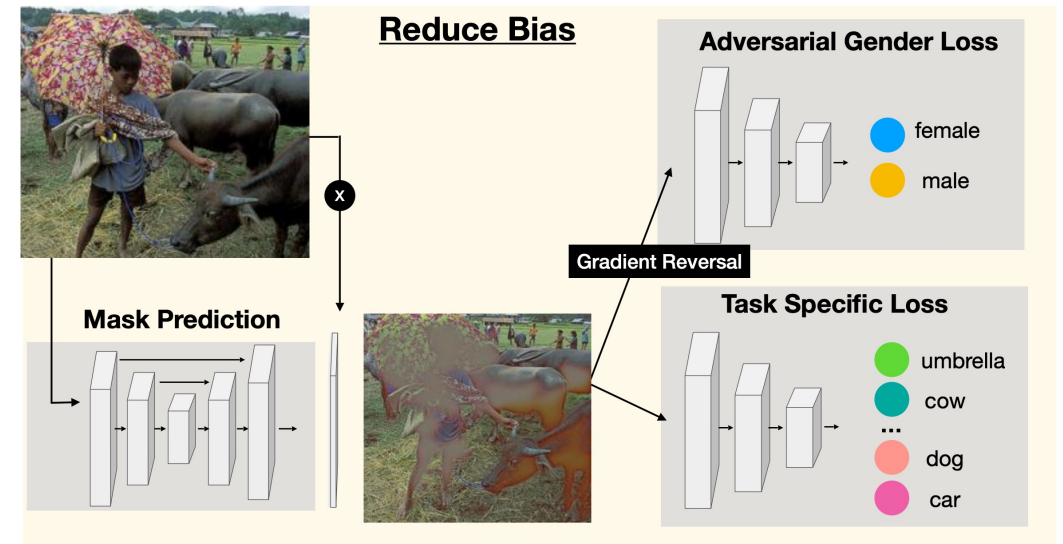 Reduce Bias
Adversarial Gender Loss
female
male
X
Gradient Reversal
Mask Prediction
Task Specific Loss
umbrella
cow
...
dog
car